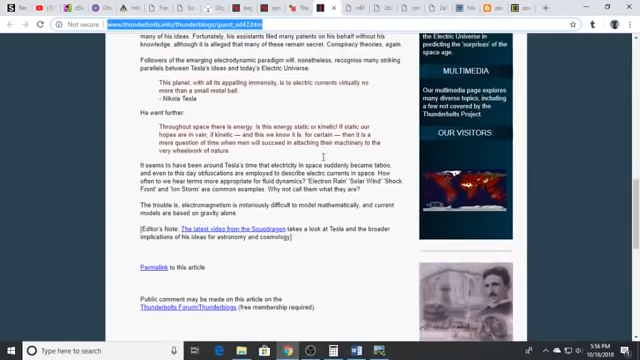 Not secure | www.thunderbolts.info/thunderblogs/guest_sd42.htm
many of his ideas. Fortunately, his assistants filed many patents on his behalf without his
knowledge, although it is alleged that many of these remain secret. Conspiracy theories, again.
Followers of the emerging electrodynamic paradigm will, nonetheless, recognise many striking
parallels between Tesla's ideas and today's Electric Universe
This planet, with all its appalling immensity, is to electric currents virtually no
more than a small metal ball.
- Nikola Tesla
He went further:
Throughout space there is energy. Is this energy static or kinetic! If static our
hopes are in vain; if kinetic — and this we know it is, for certain — then it is a
mere question of time when men will succeed in attaching their machinery to the
very wheelwork of nature
It seems to have been around Tesla's time that electricity in space suddenly became taboo,
and even to this day obfuscations are employed to describe electrc currents in space. How
often to we hear terms more appropriate for fluid dynamics? 'Electron Rain' 'Solar Wind' 'Shock
Front' and 'Ion Storm' are common examples. Why not call them what they are?
The trouble is, electromagnetism is notoriously difficult to model mathematically, and current
models are based on gravity alone.
[Editor's Note: The latest video from the Squopdragon takes a look at Tesla and the broader
implications of his ideas for astronomy and cosmology]
Permalink to this article
Public comment may be made on this article on the
Thunderbolts Forum/Thunderblogs (free membership required).
the Electric Universe in
predicting the 'surprises' of the
space age.
MULTIMEDIA
Our multimedia page explores
many diverse topics, including
a few not covered by the
Thunderbolts Project
OUR VISITORS
Type here to search
5:56 PM
10/16/2018